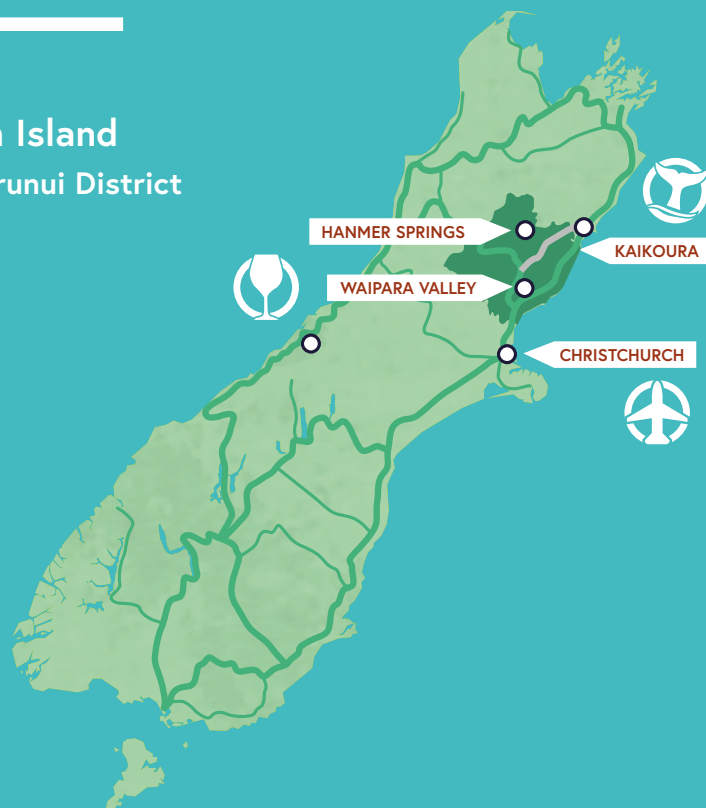 Island
runui District
HANMER SPRINGS
KAIKOURA
WAIPARA VALLEY
CHRISTCHURCH